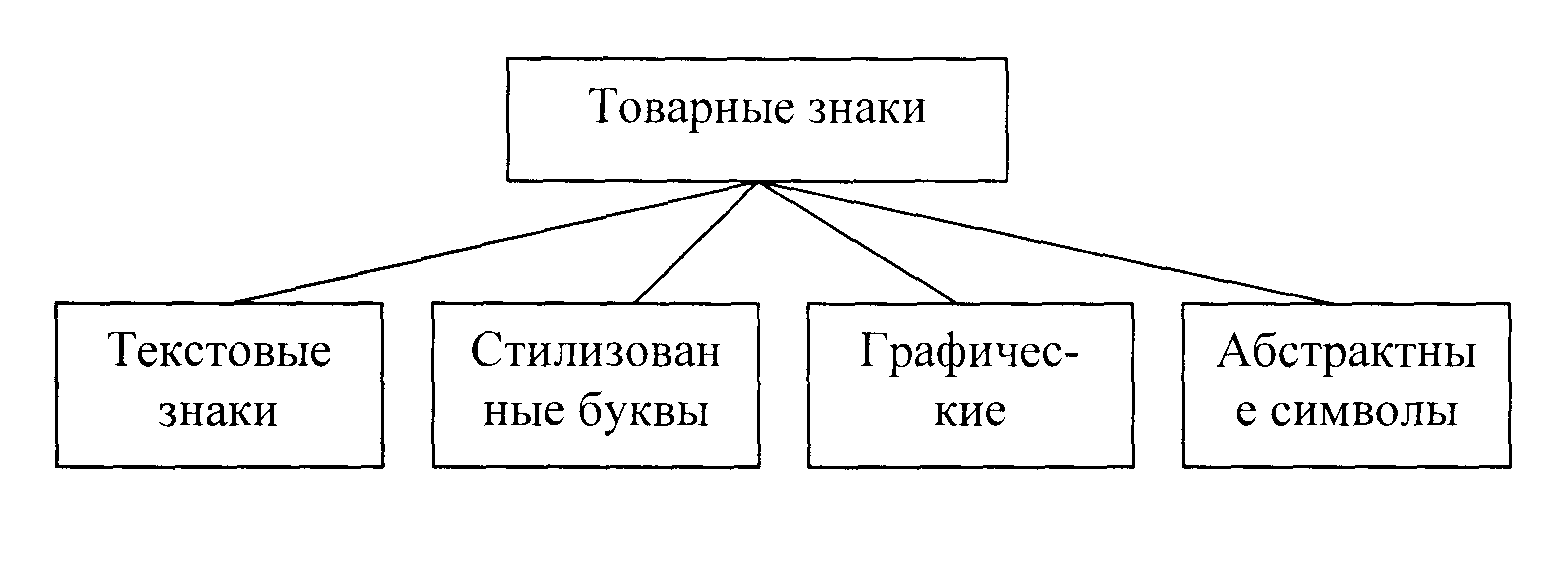 Товарные знаки
Текстовые
знаки
Стилизован
ные буквы
Графичес-
кие
Абстрактны
е символы